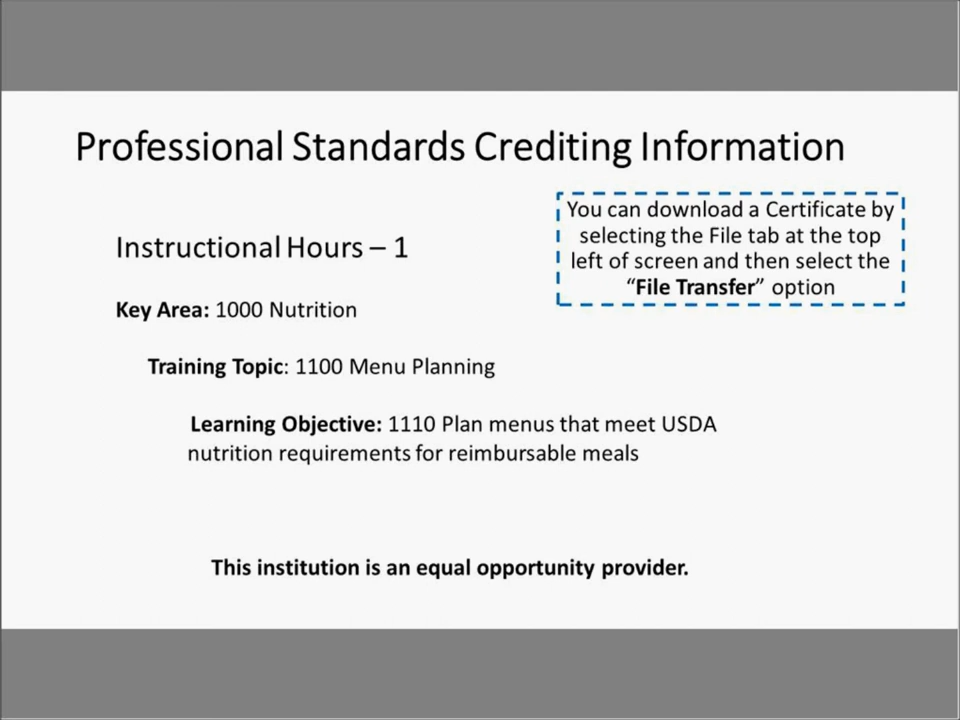 Professional Standards Crediting Information
You can download a Certificate by
selecting the File tab at the top
left of screen and then select the
“File Transfer” option
Instructional Hours – 1
Key Area: 1000 Nutrition
Training Topic: 1100 Menu Planning
Learning Objective: 1110 Plan menus that meet USDA
nutrition requirements for reimbursable meals
This institution is an equal opportunity provider.